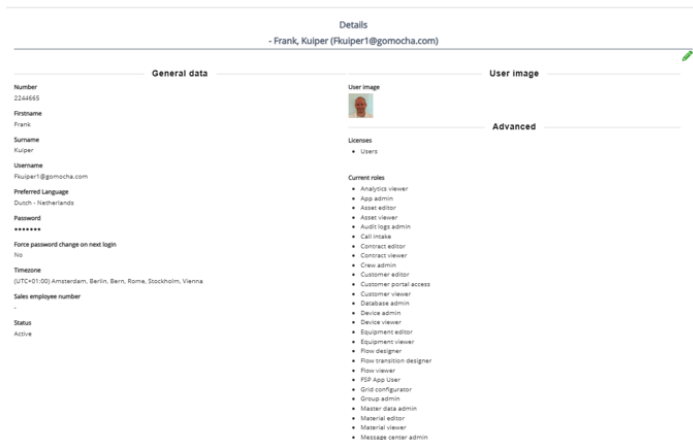 Details
- Frank, Kuiper (Fkuiper1@gomocha.com)
General data
Number
2244665
Firstname
Frank
Surname
Kuiper
Username
Fkuiper1@gomocha.com
Preferred Language
Dutch - Netherlands
Password
•••••••
Force password change on next login
No
Timezone
(UTC+01:00) Amsterdam, Berlin, Bern, Rome, Stockholm, Vienna
Sales employee number
-
Status
Active
User image
User image
Advanced
Licenses
• Users
Current roles
• Analytics viewer
• App admin
• Asset editor
• Asset viewer
• Audit logs admin
• Call intake
• Contract editor
• Contract viewer
• Crew admin
• Customer editor
• Customer portal access
• Customer viewer
• Database admin
• Device admin
• Device viewer
• Equipment editor
• Equipment viewer
• Flow designer
• Flow transition designer
• Flow viewer
• FSP App User
• Grid configurator
• Group admin
• Master data admin
• Material editor
• Material viewer
• Message center admin